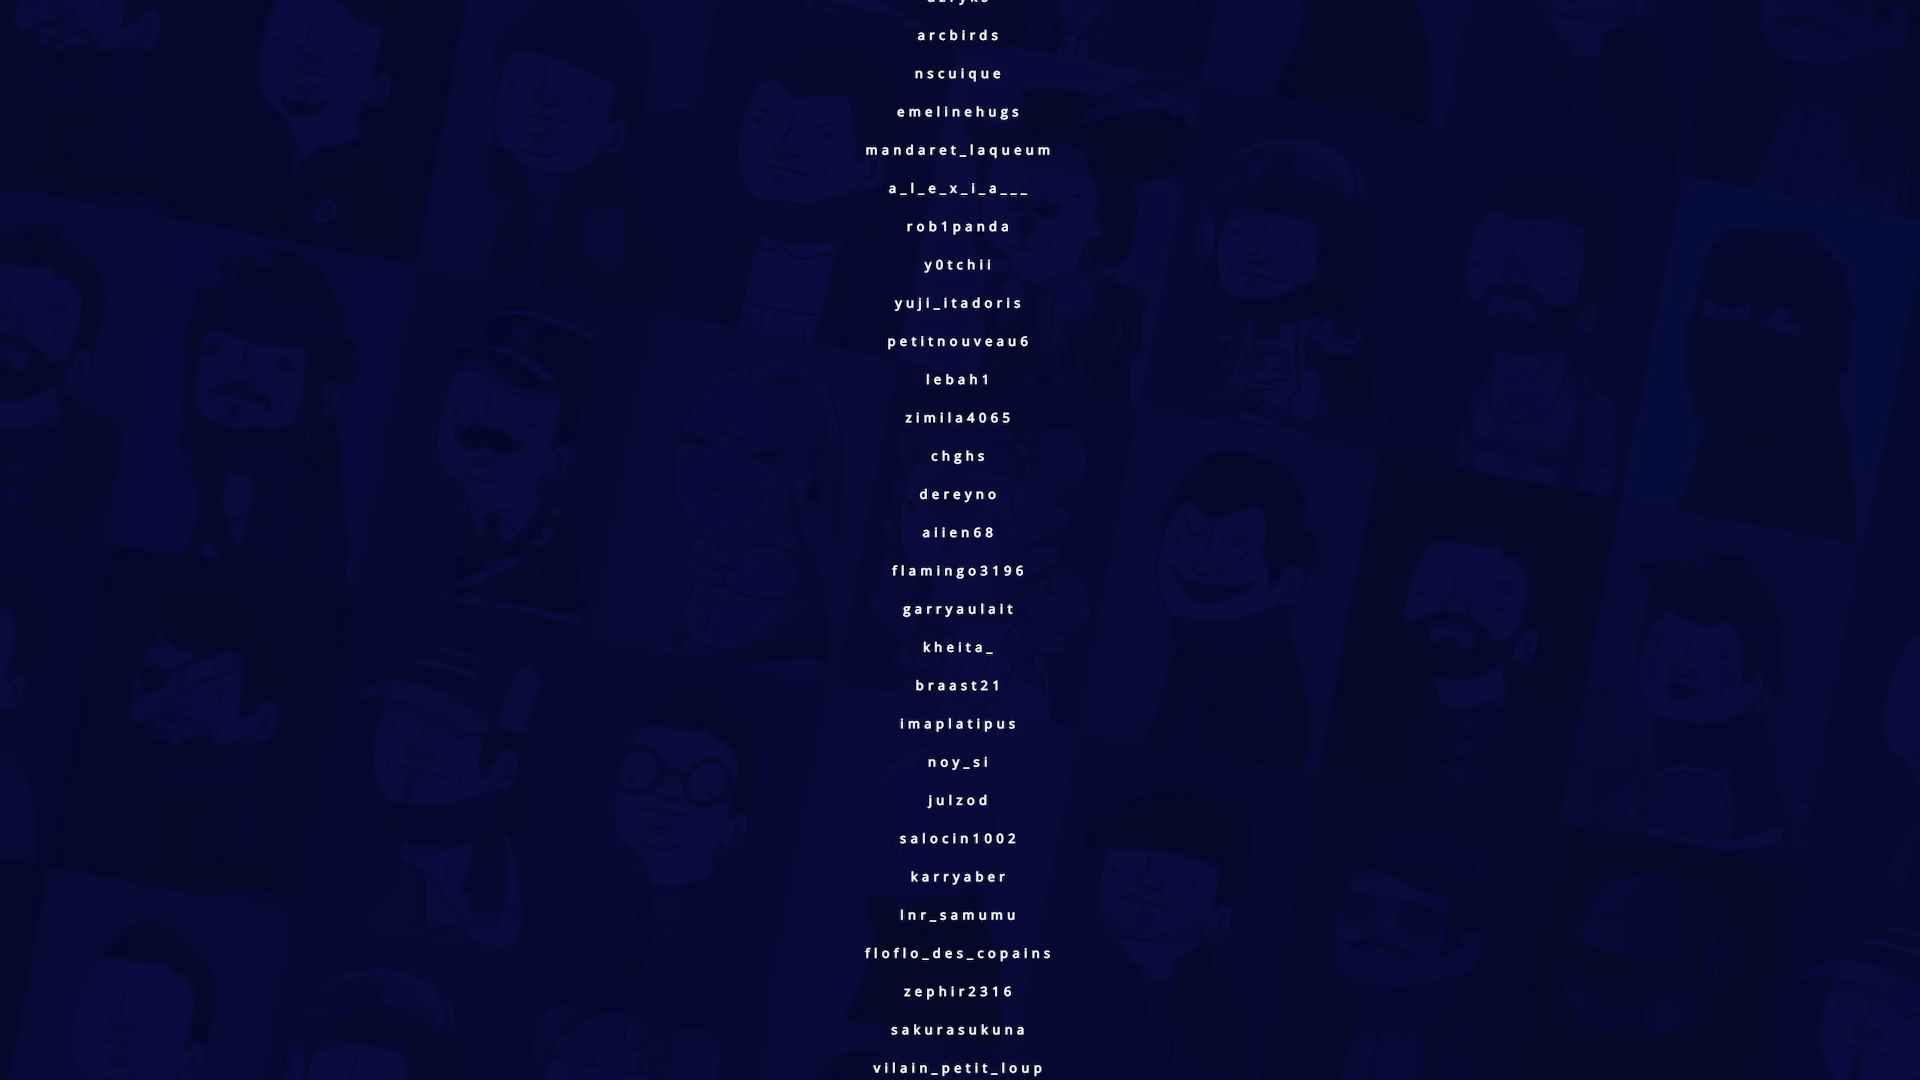 arcbirds
nscuique
emelinehugs
mandaret_laqueum
a_l_e_x_i_a___
rob1panda
y0tchii
yuji_itadoris
petitnouveau6
lebah1
zimila4065
chghs
dereyno
aiien68
flamingo3196
garryaulait
kheita_
braast21
imaplatipus
noy_si
julzod
salocin1002
karryaber
lnr_samumu
floflo_des_copains
zephir2316
sakurasukuna
vilain_petit_loup